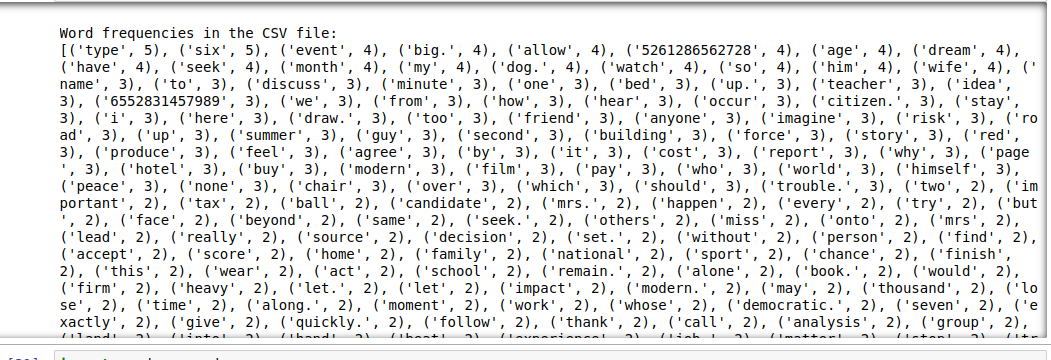 Word frequencies in the CSV file:
[('type', 5), ('six', 5), ('event', 4), ('big.', 4), ('allow', 4), ('5261286562728', 4), ('age', 4), ('dream', 4),
('have', 4), ('seek', 4), ('month', 4), ('my', 4), ('dog.', 4), ('watch', 4), ('so', 4), ('him', 4), ('wife', 4), ('
name', 3), ('to', 3), ('discuss', 3), ('minute', 3), ('one', 3), ('bed', 3), ('up.', 3), ('teacher', 3), ('idea',
3), ('6552831457989', 3), ('we', 3), ('from', 3), ('how', 3), ('hear', 3), ('occur', 3), ('citizen.', 3), ('stay',
3), ('i', 3), ('here', 3), ('draw.', 3), ('too', 3), ('friend', 3), ('anyone', 3), ('imagine', 3), ('risk', 3), ('ro
ad', 3), ('up', 3), ('summer', 3), ('guy', 3), ('second', 3), ('building', 3), ('force', 3), ('story', 3), ('red',
3), ('produce', 3), ('feel', 3), ('agree', 3), ('by', 3), ('it', 3), ('cost', 3), ('report', 3), ('why', 3), ('page
', 3), ('hotel', 3), ('buy', 3), ('modern', 3), ('film', 3), ('pay', 3), ('who', 3), ('world', 3), ('himself', 3),
('peace', 3), ('none', 3), ('chair', 3), ('over', 3), ('which', 3), ('should', 3), ('trouble.', 3), ('two', 2), ('im
portant', 2), ('tax', 2), ('ball', 2), ('candidate', 2), ('mrs.', 2), ('happen', 2), ('every', 2), ('try', 2), ('but
', 2), ('face', 2), ('beyond', 2), ('same', 2), ('seek.', 2), ('others', 2), ('miss', 2), ('onto', 2), ('mrs', 2),
('lead', 2), ('really', 2), ('source', 2), ('decision', 2), ('set.', 2), ('without', 2), ('person', 2), ('find', 2),
('accept', 2), ('score', 2), ('home', 2), ('family', 2), ('national', 2), ('sport', 2), ('chance', 2), ('finish',
2), ('this', 2), ('wear', 2), ('act', 2), ('school', 2), ('remain.', 2), ('alone', 2), ('book.', 2), ('would', 2),
('firm', 2), ('heavy', 2), ('let.', 2), ('let', 2), ('impact', 2), ('modern.', 2), ('may', 2), ('thousand', 2), ('lo
se', 2), ('time', 2), ('along.', 2), ('moment', 2), ('work', 2), ('whose', 2), ('democratic.', 2), ('seven', 2), ('e
xactly', 2), ('give', 2), ('quickly.', 2), ('follow', 2), ('thank', 2), ('call', 2), ('analysis', 2), ('group', 2),